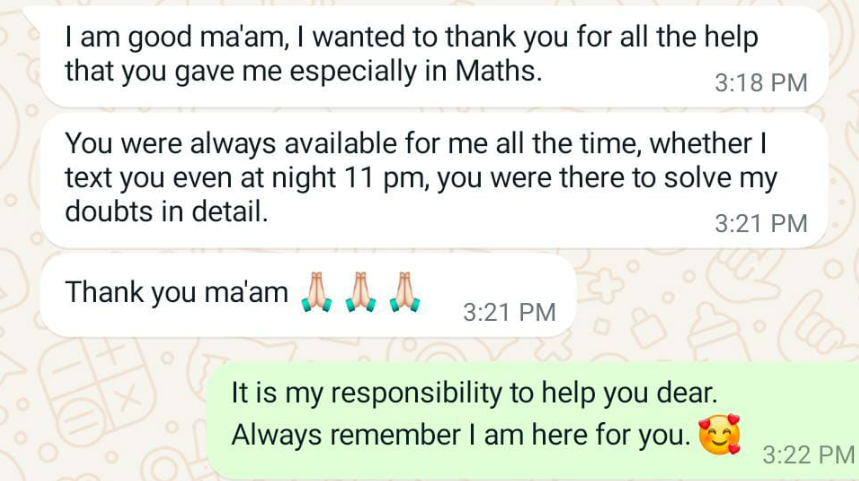 I am good ma'am, I wanted to thank you for all the help
that you gave me especially in Maths.
3:18 PM
You were always available for me all the time, whether I
text you even at night 11 pm, you were there to solve my
doubts in detail.
3:21 PM
Thank you ma'am 🙏🏻🙏🏻🙏🏻
3:21 PM
It is my responsibility to help you dear.
Always remember I am here for you. 🥰
3:22 PM